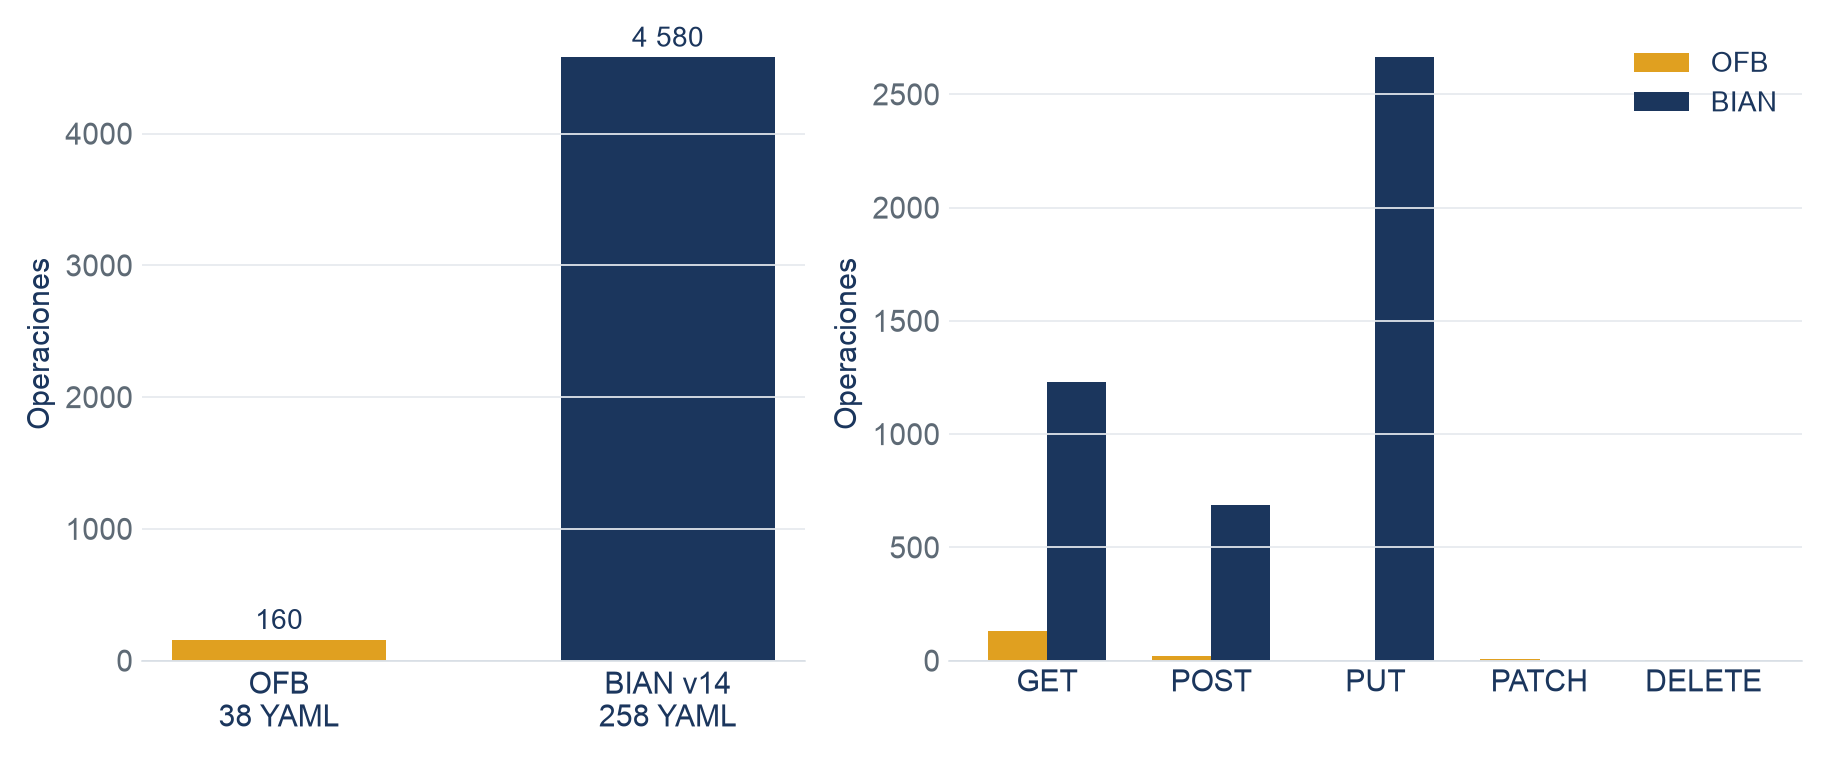 4 580
4000
3000
2000
1000
0
Operaciones
160
OFB
38 YAML
BIAN v14
258 YAML
OFB
BIAN
2500
2000
1500
1000
500
0
Operaciones
GET
POST
PUT
PATCH
DELETE